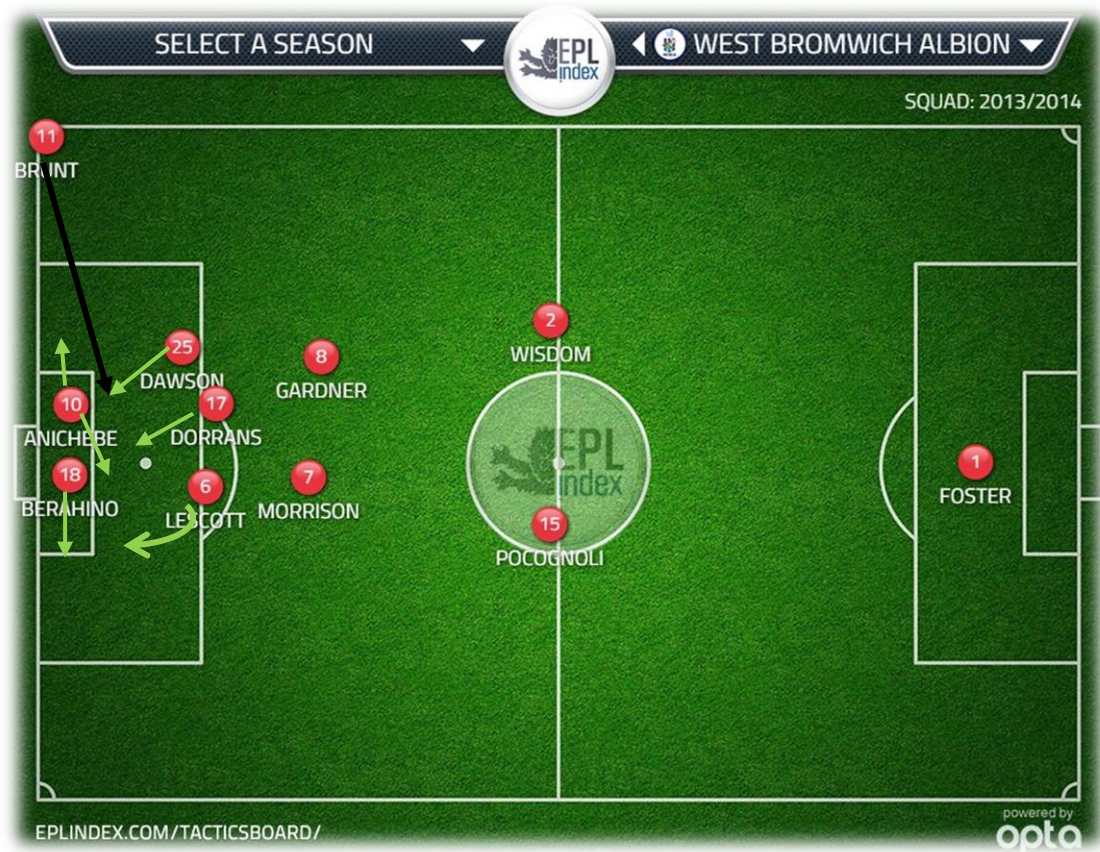 SELECT A SEASON
EPL
index
WEST BROMWICH ALBION
SQUAD: 2013/2014
11
BRUNT
2
WISDOM
25
DAWSON
8
GARDNER
10
ANICHEBE
17
DORRANS
EPL
index
1
FOSTER
18
BERAHINO
6
LESCOTT
7
MORRISON
15
POCOGNOLI
EPLINDEX.COM/TACTICSBOARD/
powered by
opta